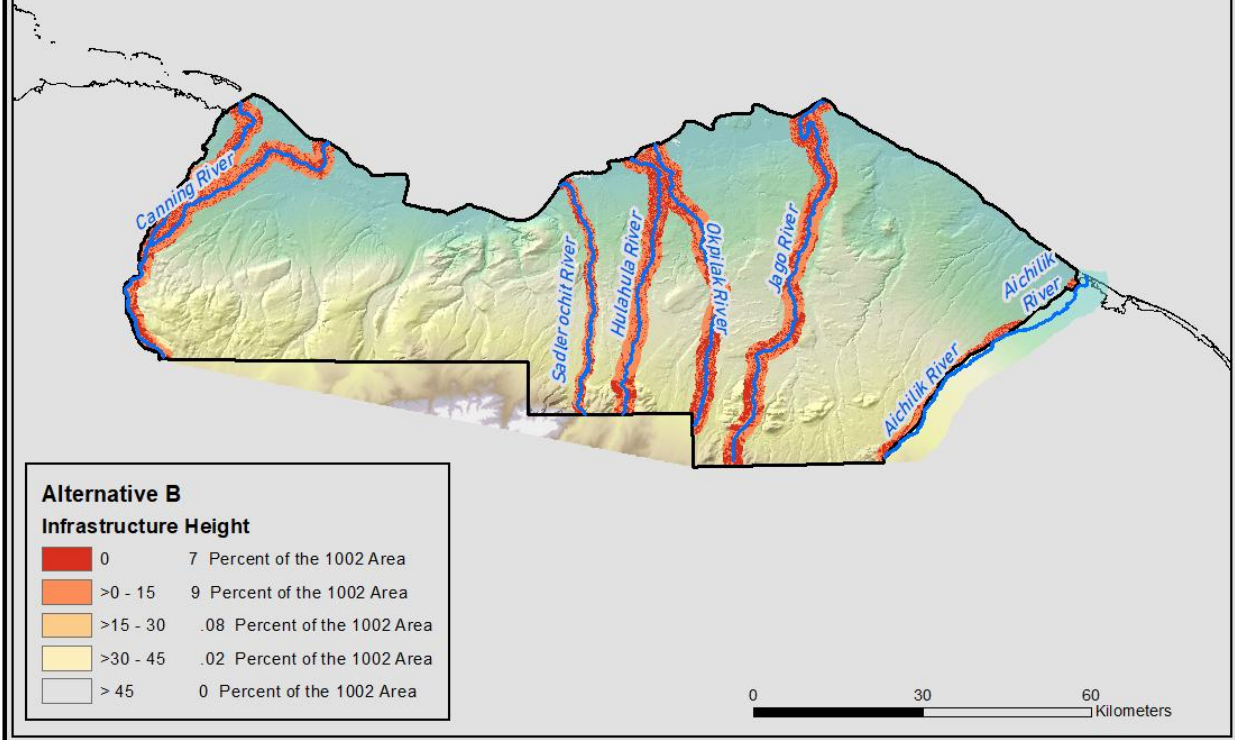 Canning River
Sadlerochit River
Hulahula River
Okpilak River
Jago River
Aichilik
River
Aichilik River
Alternative B
Infrastructure Height
0 7 Percent of the 1002 Area
>0 - 15 9 Percent of the 1002 Area
>15 - 30 .08 Percent of the 1002 Area
>30 - 45 .02 Percent of the 1002 Area
> 45 0 Percent of the 1002 Area
0 30 60
Kilometers